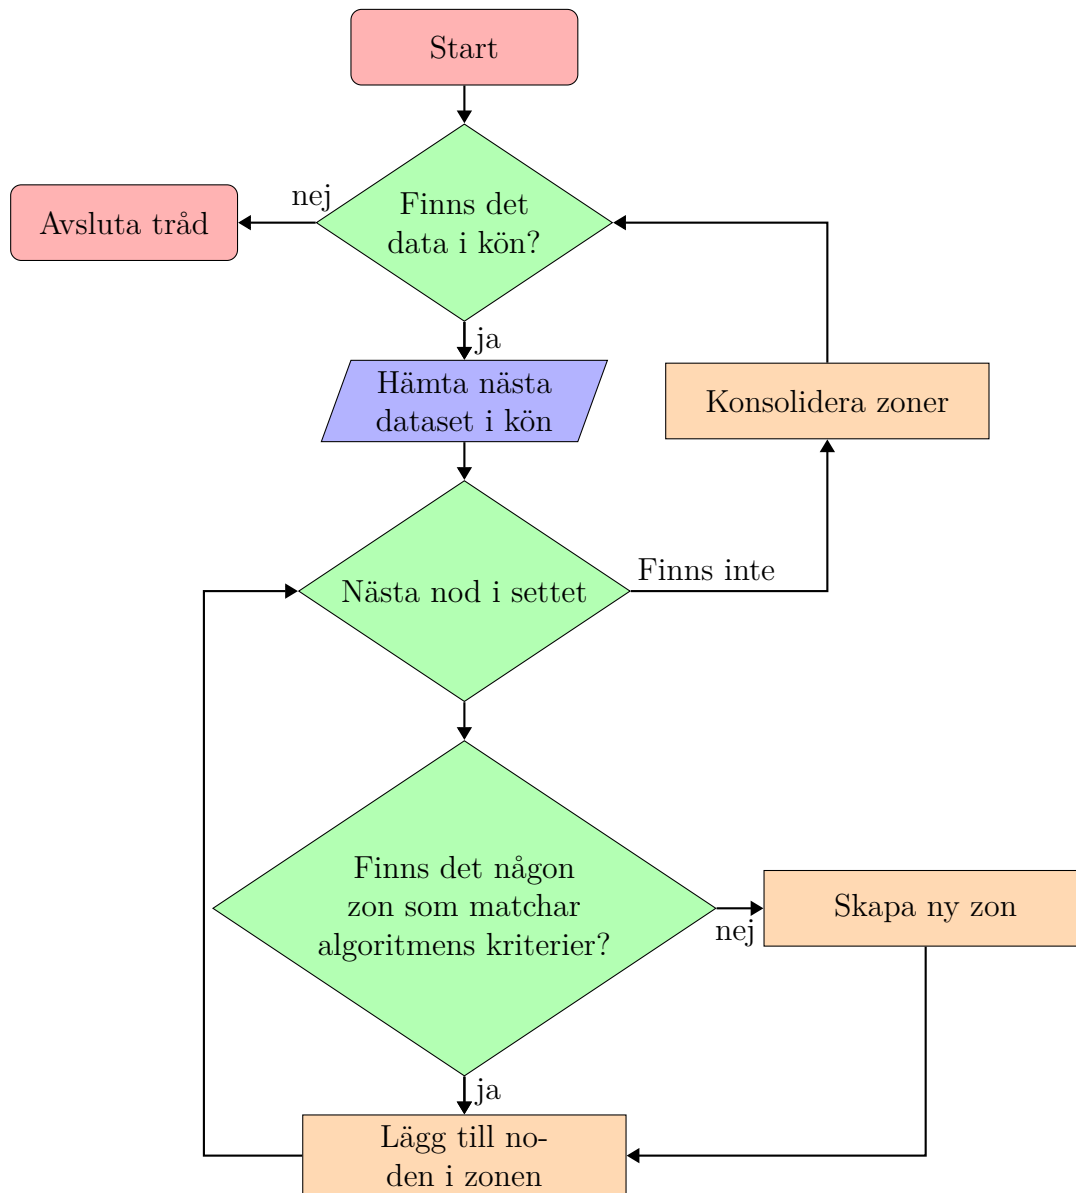 Start
nej
Finns det
data i kön?
Avsluta tråd
ja
Hämta nästa
dataset i kön
Konsolidera zoner
Finns inte
Nästa nod i settet
Finns det någon
zon som matchar
algoritmens kriterier?
Skapa ny zon
nej
ja
Lägg till no-
den i zonen